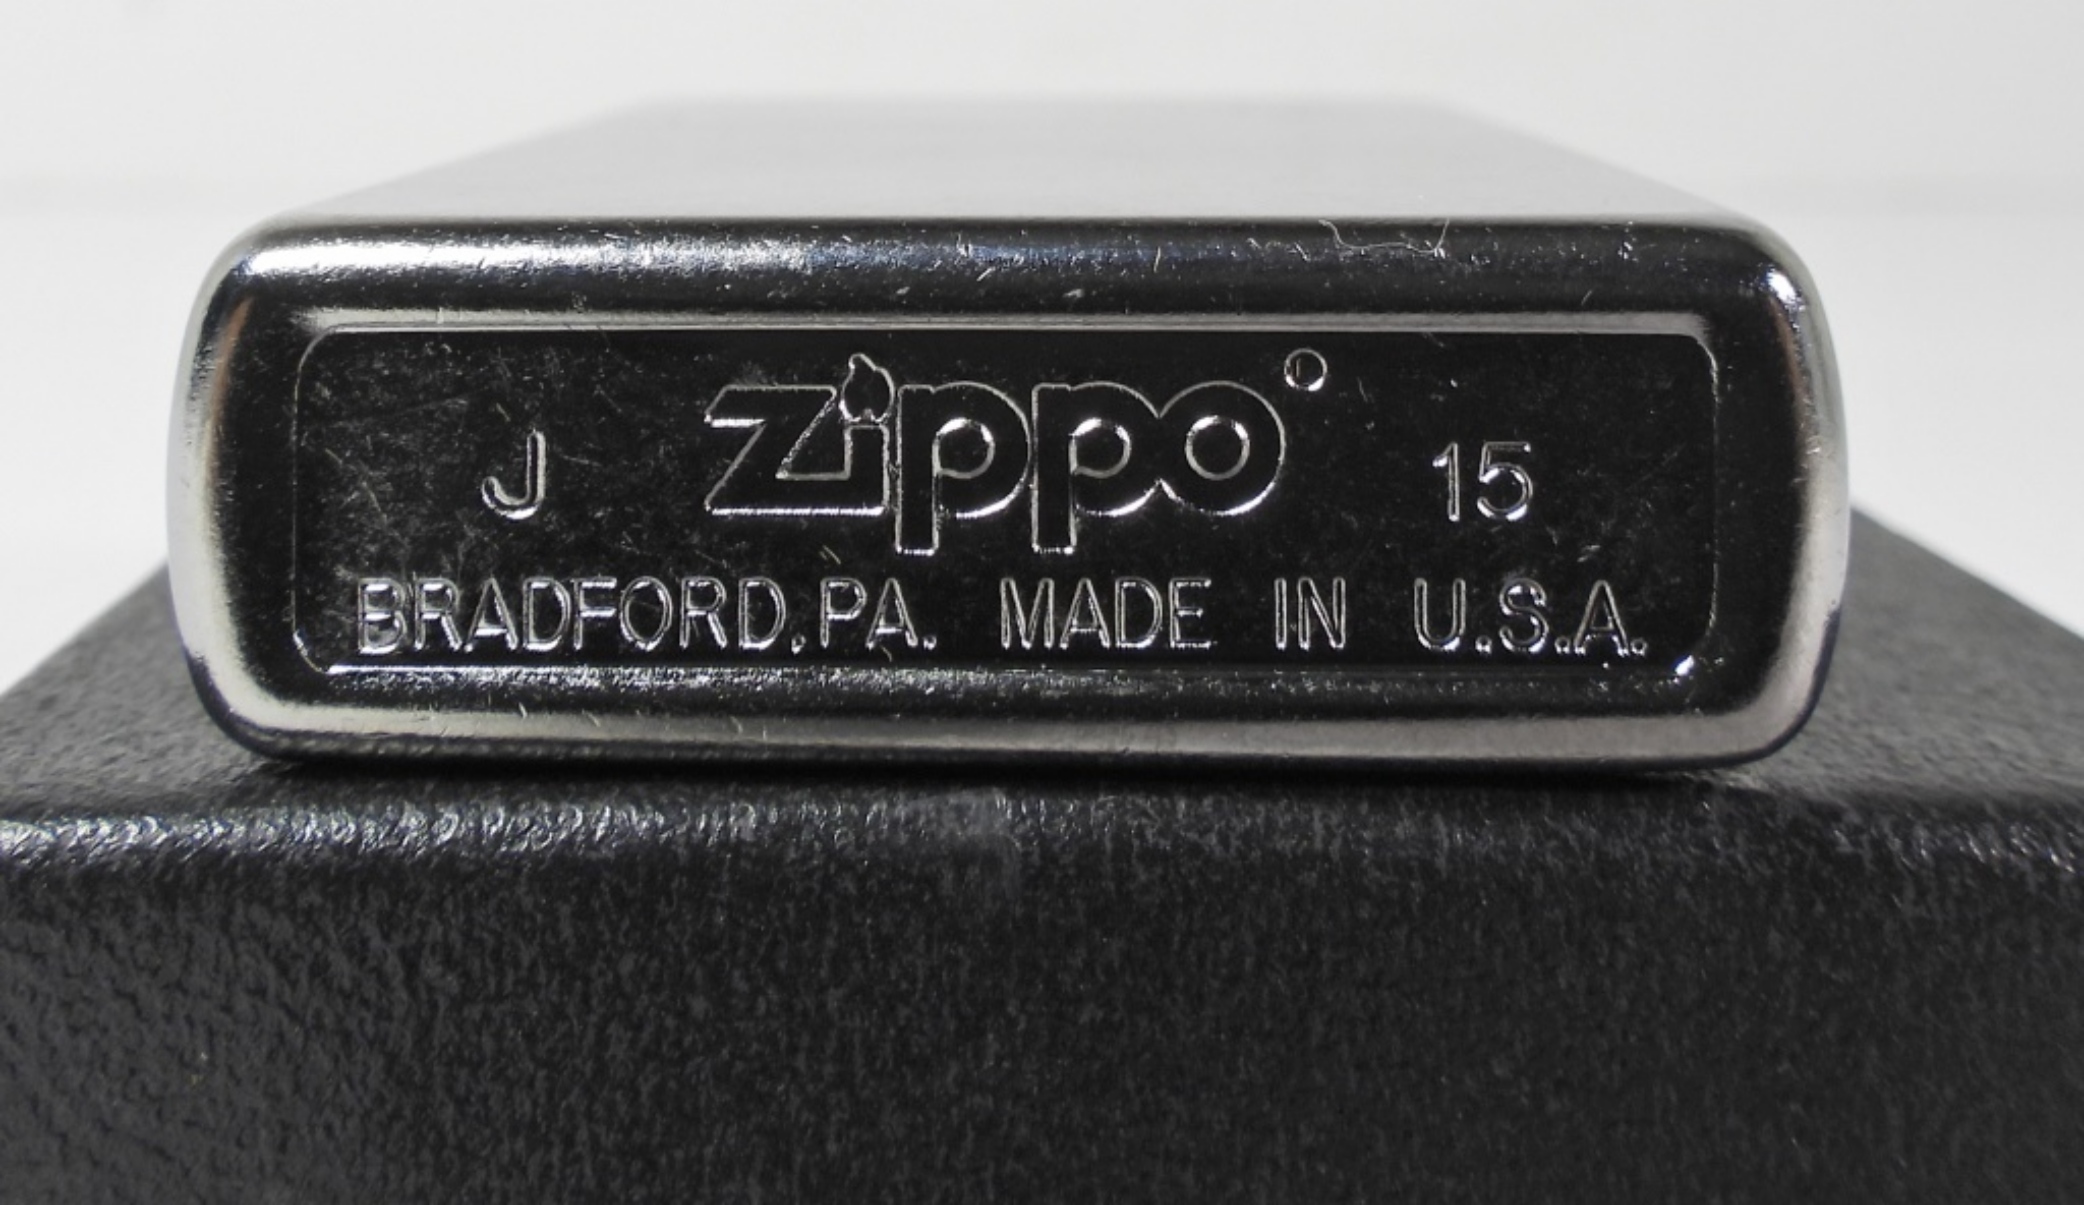 J zippo® 15
BRADFORD, PA. MADE IN U.S.A.